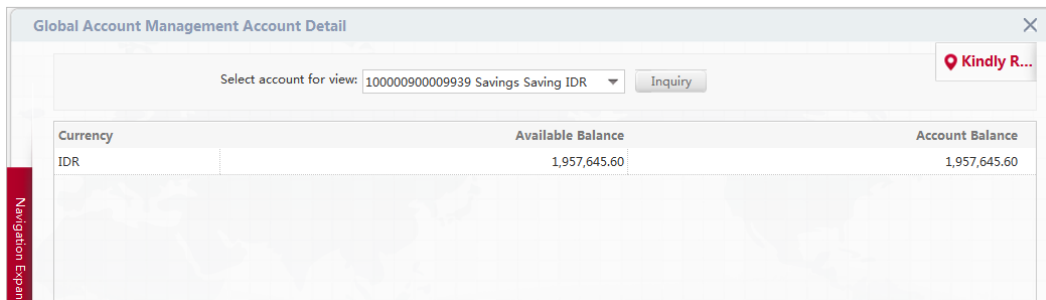 Global Account Management Account Detail
Kindly R...
Select account for view: 100000900009939 Savings Saving IDR Inquiry
Currency Available Balance Account Balance
IDR 1,957,645.60 1,957,645.60
Navigation Expan